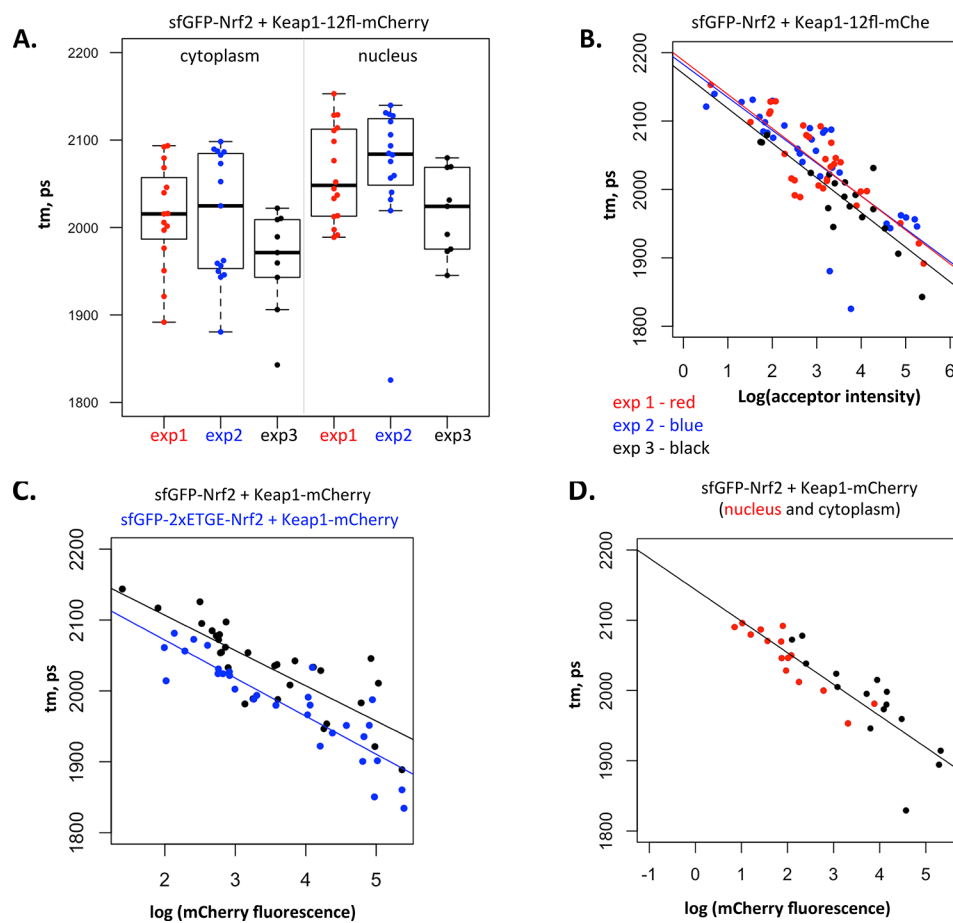 A.
sfGFP-Nrf2 + Keap1-12fl-mCherry
cytoplasm
nucleus
tm, ps
2200
2100
2000
1900
1800
exp1
exp2
exp3
exp1
exp2
exp3
B.
sfGFP-Nrf2 + Keap1-12fl-mChe
tm, ps
2200
2100
2000
1900
1800
0 1 2 3 4 5 6
Log(acceptor intensity)
exp 1 - red
exp 2 - blue
exp 3 - black
C.
sfGFP-Nrf2 + Keap1-mCherry
sfGFP-2xETGE-Nrf2 + Keap1-mCherry
tm, ps
2200
2100
2000
1900
1800
2 3 4 5
log (mCherry fluorescence)
D.
sfGFP-Nrf2 + Keap1-mCherry
(nucleus and cytoplasm)
tm, ps
2200
2100
2000
1900
1800
-1 0 1 2 3 4 5
log (mCherry fluorescence)